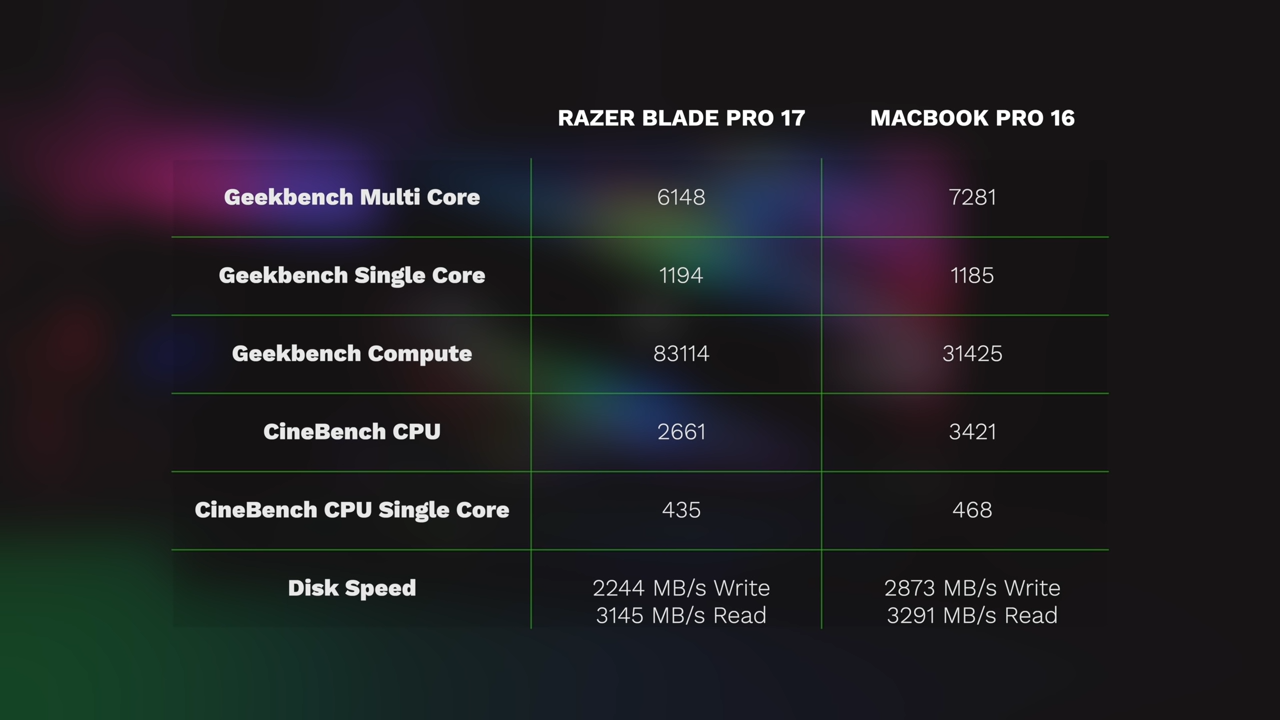 RAZER BLADE PRO 17 MACBOOK PRO 16
Geekbench Multi Core 6148 7281
Geekbench Single Core 1194 1185
Geekbench Compute 83114 31425
CineBench CPU 2661 3421
CineBench CPU Single Core 435 468
Disk Speed 2244 MB/s Write 2873 MB/s Write
3145 MB/s Read 3291 MB/s Read